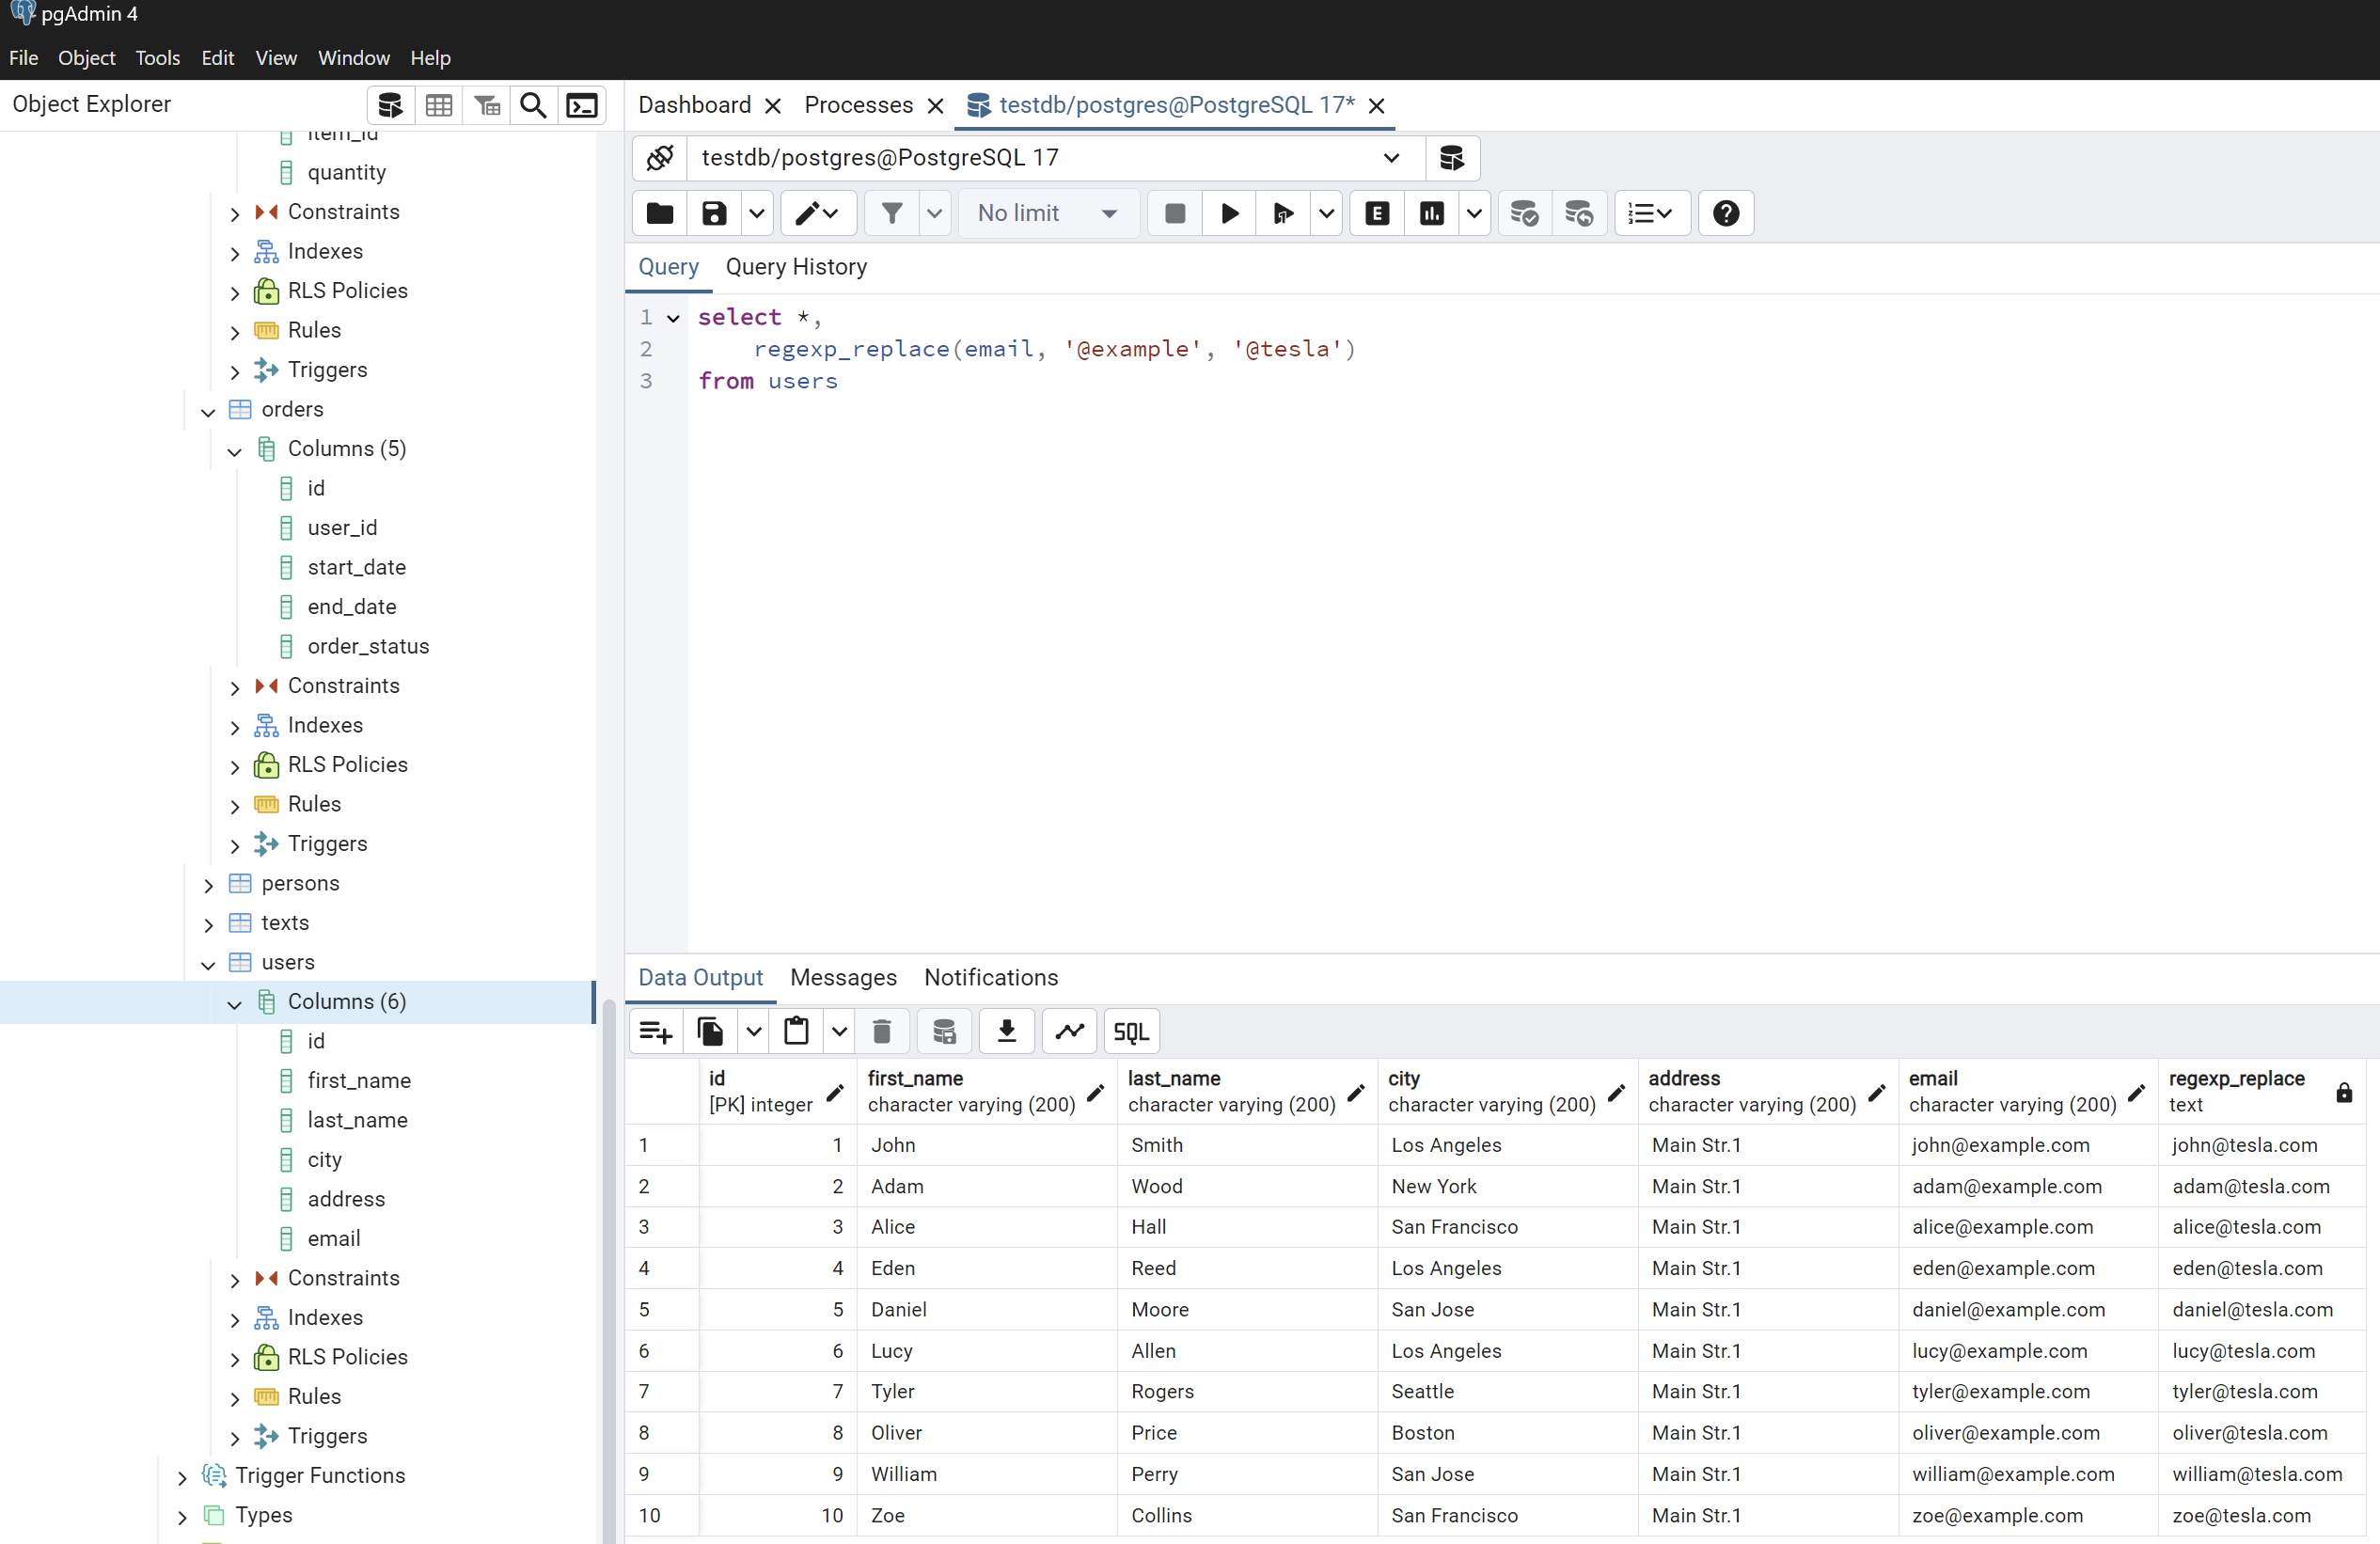 pgAdmin 4
File Object Tools Edit View Window Help
Object Explorer
item_id
quantity
Constraints
Indexes
RLS Policies
Rules
Triggers
orders
Columns (5)
id
user_id
start_date
end_date
order_status
Constraints
Indexes
RLS Policies
Rules
Triggers
persons
texts
users
Columns (6)
id
first_name
last_name
city
address
email
Constraints
Indexes
RLS Policies
Rules
Triggers
Trigger Functions
Types
Dashboard Processes testdb/postgres@PostgreSQL 17*
testdb/postgres@PostgreSQL 17
No limit E
Query Query History
1 select *,
2 regexp_replace(email, '@example', '@tesla')
3 from users
Data Output Messages Notifications
SQL
id first_name last_name city address email regexp_replace
[PK] integer character varying (200) character varying (200) character varying (200) character varying (200) character varying (200) text
1 1 John Smith Los Angeles Main Str.1 john@example.com john@tesla.com
2 2 Adam Wood New York Main Str.1 adam@example.com adam@tesla.com
3 3 Alice Hall San Francisco Main Str.1 alice@example.com alice@tesla.com
4 4 Eden Reed Los Angeles Main Str.1 eden@example.com eden@tesla.com
5 5 Daniel Moore San Jose Main Str.1 daniel@example.com daniel@tesla.com
6 6 Lucy Allen Los Angeles Main Str.1 lucy@example.com lucy@tesla.com
7 7 Tyler Rogers Seattle Main Str.1 tyler@example.com tyler@tesla.com
8 8 Oliver Price Boston Main Str.1 oliver@example.com oliver@tesla.com
9 9 William Perry San Jose Main Str.1 william@example.com william@tesla.com
10 10 Zoe Collins San Francisco Main Str.1 zoe@example.com zoe@tesla.com